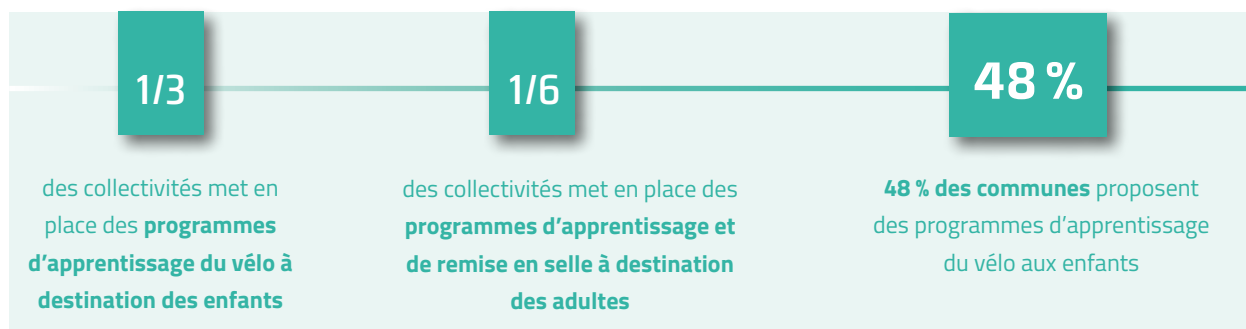 1/3
des collectivités met en
place des programmes
d’apprentissage du vélo à
destination des enfants
1/6
des collectivités met en place des
programmes d’apprentissage et
de remise en selle à destination
des adultes
48 %
48 % des communes proposent
des programmes d’apprentissage
du vélo aux enfants